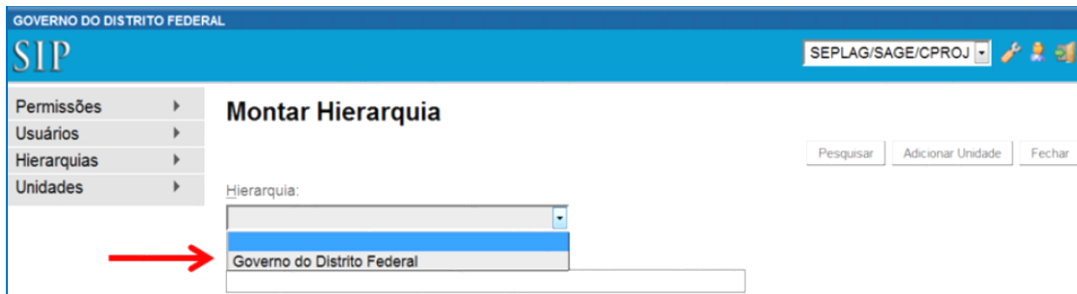 GOVERNO DO DISTRITO FEDERAL
SIP
SEPLAG/SAGE/CPROJ
Permissões
Usuários
Hierarquias
Unidades
Montar Hierarquia
Pesquisar
Adicionar Unidade
Fechar
Hierarquia:
Governo do Distrito Federal